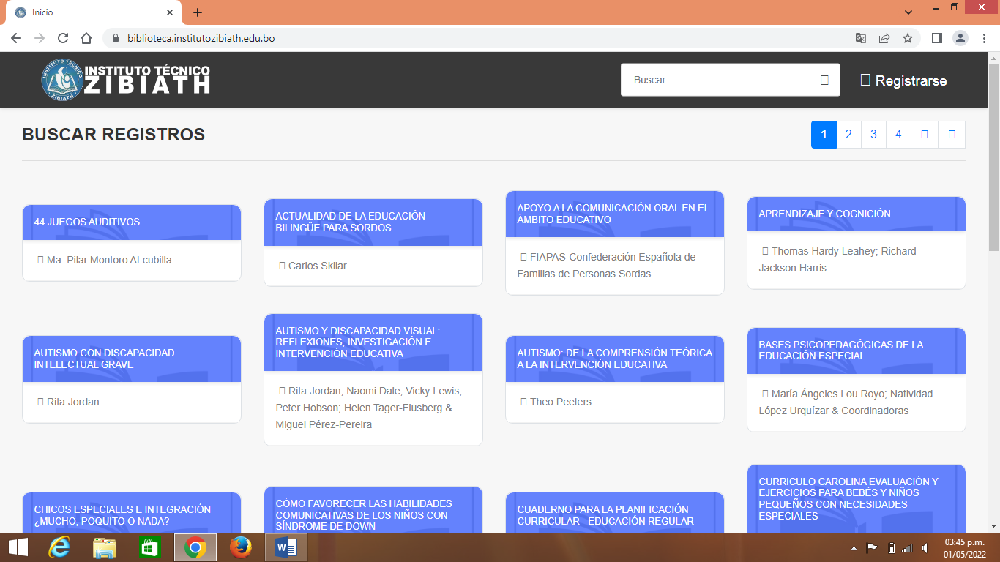 Inicio
biblioteca.institutozibiath.edu.bo
INSTITUTO TÉCNICO
ZIBIATH
INSTITUTO TÉCNICO
ZIBIATH
Buscar...
Registrarse
BUSCAR REGISTROS
1 2 3 4
44 JUEGOS AUDITIVOS
Ma. Pilar Montoro ALcubilla
ACTUALIDAD DE LA EDUCACIÓN
BILINGÜE PARA SORDOS
Carlos Skliar
APOYO A LA COMUNICACIÓN ORAL EN EL
ÁMBITO EDUCATIVO
FIAPAS-Confederación Española de
Familias de Personas Sordas
APRENDIZAJE Y COGNICIÓN
Thomas Hardy Leahey; Richard
Jackson Harris
AUTISMO CON DISCAPACIDAD
INTELECTUAL GRAVE
Rita Jordan
AUTISMO Y DISCAPACIDAD VISUAL:
REFLEXIONES, INVESTIGACIÓN E
INTERVENCIÓN EDUCATIVA
Rita Jordan; Naomi Dale; Vicky Lewis;
Peter Hobson; Helen Tager-Flusberg &
Miguel Pérez-Pereira
AUTISMO: DE LA COMPRENSIÓN TEÓRICA
A LA INTERVENCIÓN EDUCATIVA
Theo Peeters
BASES PSICOPEDAGÓGICAS DE LA
EDUCACIÓN ESPECIAL
María Ángeles Lou Royo; Natividad
López Urquízar & Coordinadoras
CHICOS ESPECIALES E INTEGRACIÓN
¿MUCHO, POQUITO O NADA?
CÓMO FAVORECER LAS HABILIDADES
COMUNICATIVAS DE LOS NIÑOS CON
SÍNDROME DE DOWN
CUADERNO PARA LA PLANIFICACIÓN
CURRICULAR - EDUCACIÓN REGULAR
CURRICULO CAROLINA EVALUACIÓN Y
EJERCICIOS PARA BEBÉS Y NIÑOS
PEQUEÑOS CON NECESIDADES
ESPECIALES
03:45 p.m.
01/05/2022